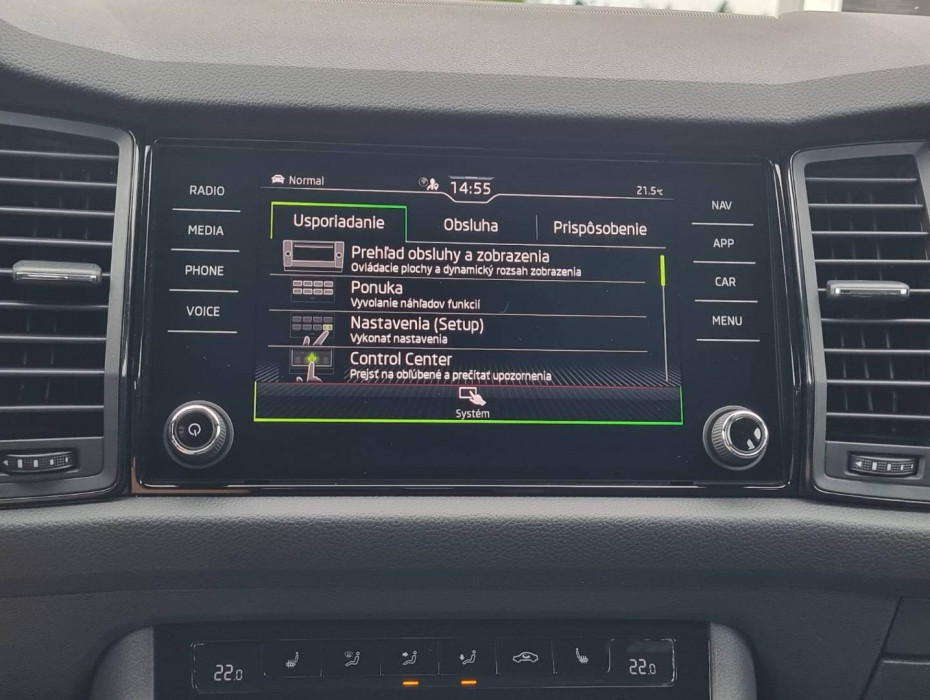 Normal
14:55
21.5°C
RADIO
MEDIA
PHONE
VOICE
Usporiadanie
Obsluha
Prispôsobenie
Prehľad obsluhy a zobrazenia
Ovládacie plochy a dynamický rozsah zobrazenia
Ponuka
Vyvolanie náhľadov funkcií
Nastavenia (Setup)
Vykonať nastavenia
Control Center
Prejsť na obľúbené a prečítať upozornenia
Systém
NAV
APP
CAR
MENU
22.0
22.0